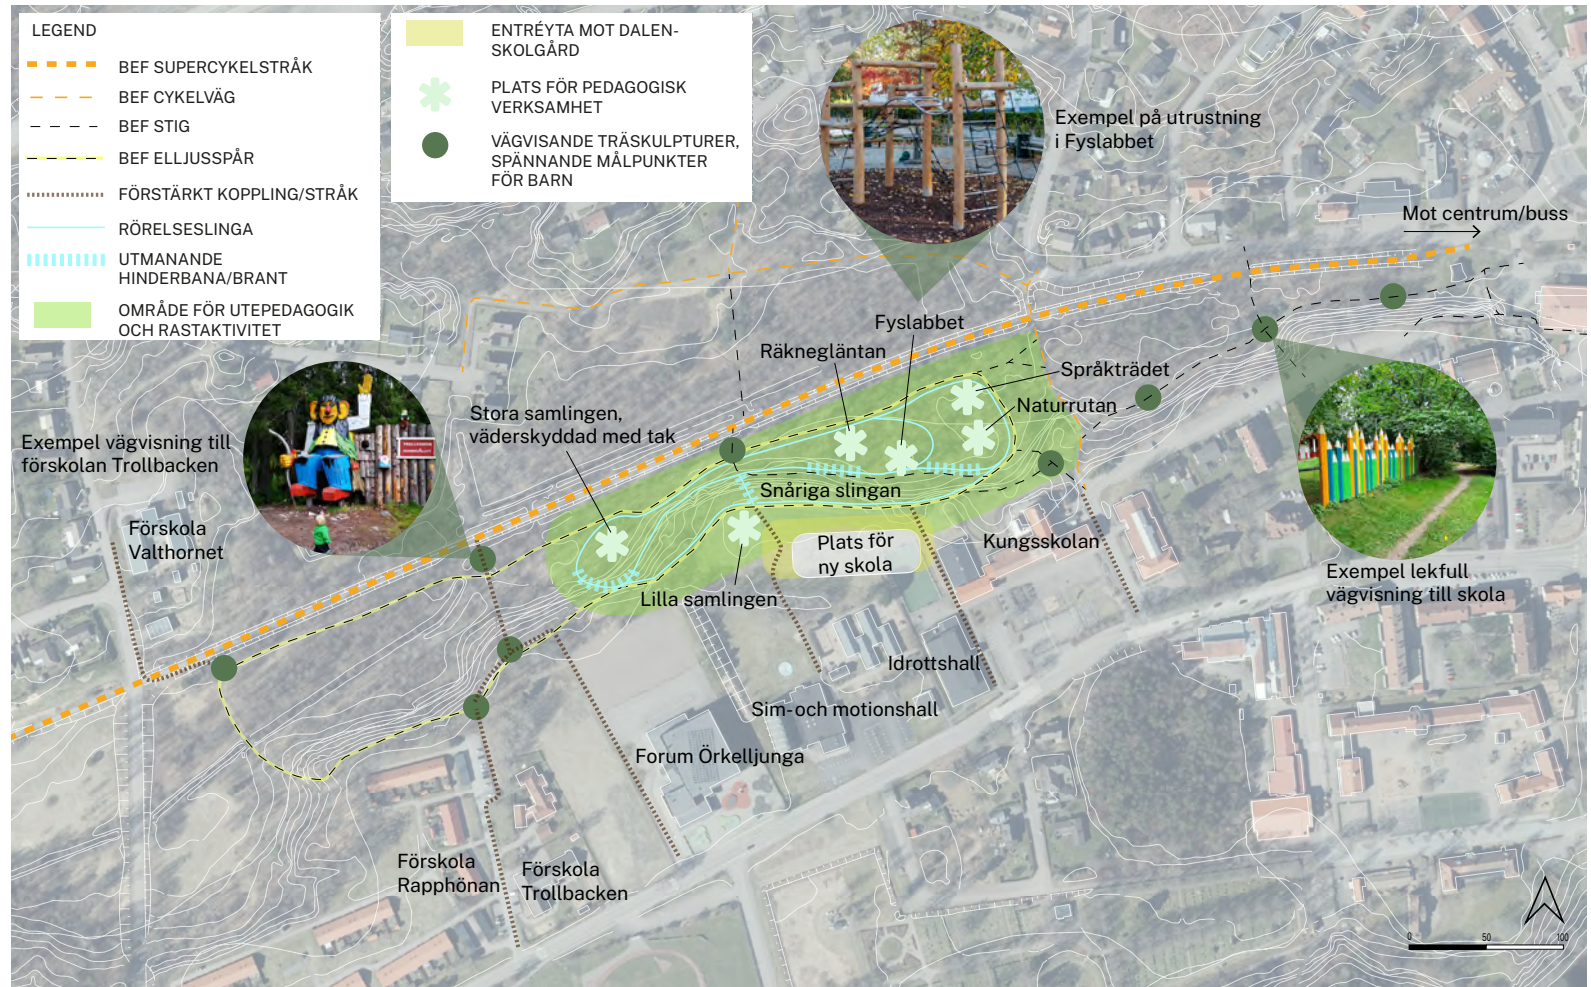 LEGEND
BEF SUPERCYKELSTRÅK
BEF CYKELVÄG
BEF STIG
BEF ELLJUSSPÅR
FÖRSTÄRKT KOPPLING/STRÅK
RÖRELSESLINGA
UTMANANDE
HINDERBANA/BRANT
OMRÅDE FÖR UTEPEDAGOGIK
OCH RASTAKTIVITET
ENTRÉYTA MOT DALEN-
SKOLGÅRD
PLATS FÖR PEDAGOGISK
VERKSAMHET
VÄGVISANDE TRÄSKULPTURER,
SPÄNNANDE MÅLPUNKTER
FÖR BARN
Exempel på utrustning
i Fyslabbet
Mot centrum/buss
Fyslabbet
Räknegläntan
Språkträdet
Naturrutan
Stora samlingen,
väderskyddad med tak
Exempel vägvisning till
förskolan Trollbacken
Snåriga slingan
Förskola
Valthornet
Plats för
ny skola
Kungsskolan
Lilla samlingen
Exempel lekfull
vägvisning till skola
Idrottshall
Sim- och motionshall
Forum Örkelljunga
Förskola
Rapphönan
Förskola
Trollbacken
0 50 100